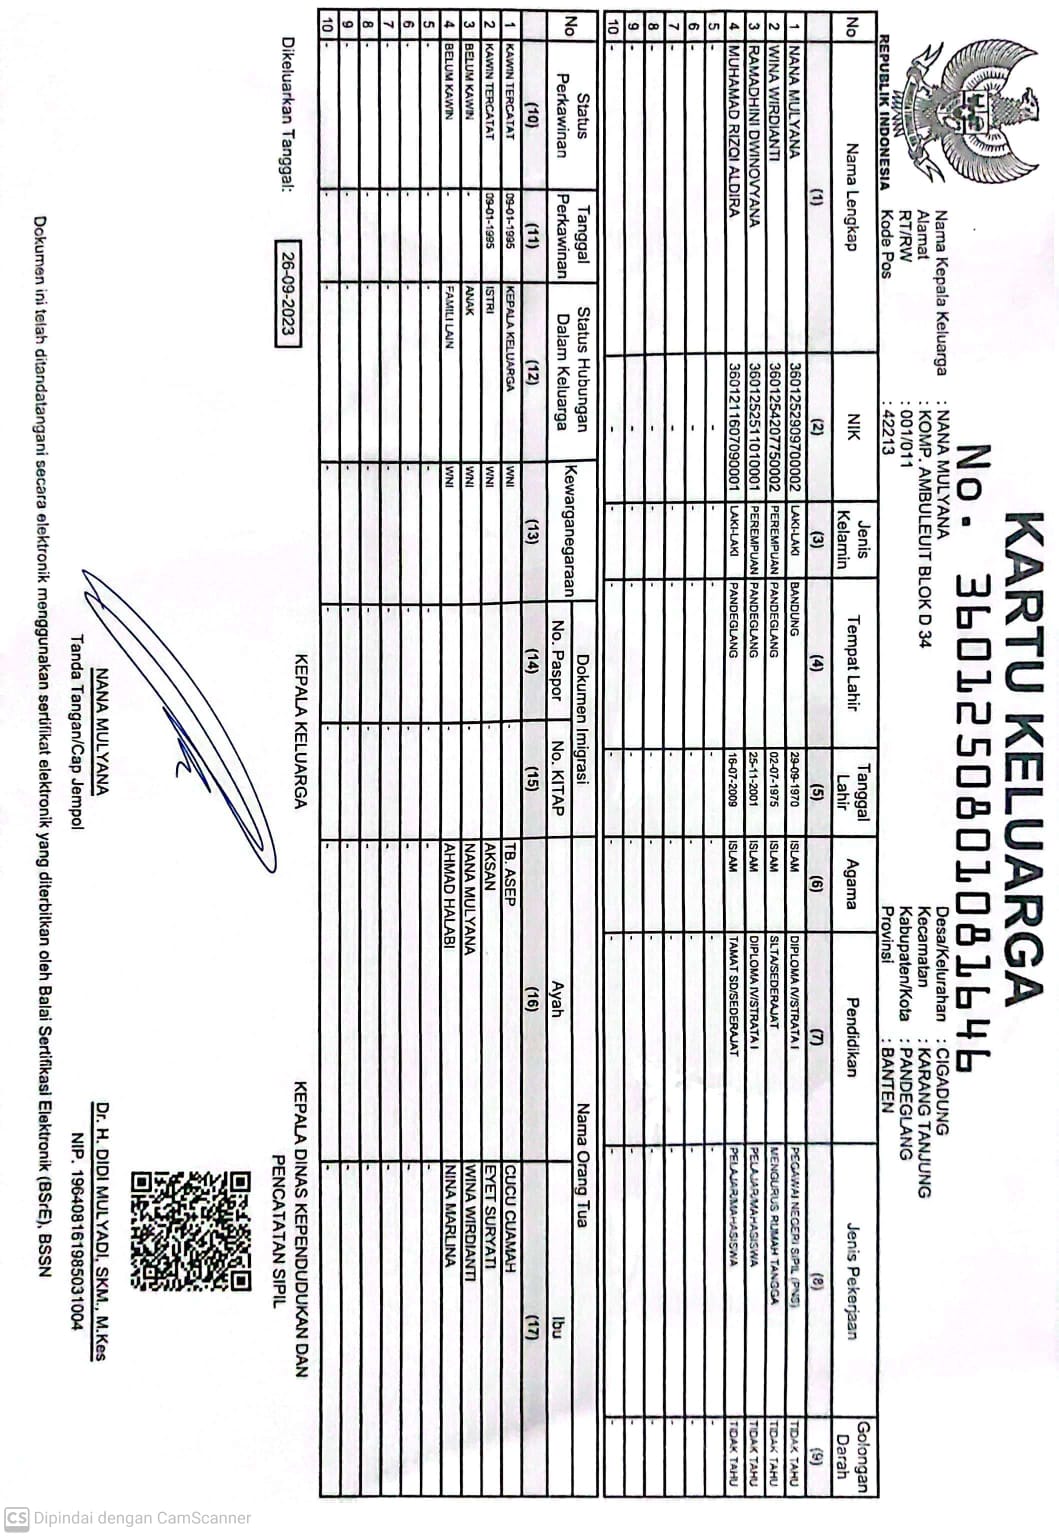 KARTU KELUARGA
No. 3601250801081646
REPUBLIK INDONESIA
Nama Kepala Keluarga : NANA MULYANA
Alamat : KOMP. AMBULEUIT BLOK D 34
RT/RW : 001/011
Kode Pos : 42213
Desa/Kelurahan : CIGADUNG
Kecamatan : KARANG TANJUNG
Kabupaten/Kota : PANDEGLANG
Provinsi : BANTEN
No Nama Lengkap NIK Jenis Kelamin Tempat Lahir Tanggal Lahir Agama Pendidikan Jenis Pekerjaan Golongan Darah
(1) (2) (3) (4) (5) (6) (7) (8) (9)
1 NANA MULYANA 3601252909700002 LAKI-LAKI BANDUNG 29-09-1970 ISLAM DIPLOMA IV/STRATA I PEGAWAI NEGERI SIPIL (PNS) TIDAK TAHU
2 WINA WIRDIANTI 3601254207750002 PEREMPUAN PANDEGLANG 02-07-1975 ISLAM SLTA/SEDERAJAT MENGURUS RUMAH TANGGA TIDAK TAHU
3 RAMADHINI DWINOVYANA 3601252511010001 PEREMPUAN PANDEGLANG 25-11-2001 ISLAM DIPLOMA IV/STRATA I PELAJAR/MAHASISWA TIDAK TAHU
4 MUHAMAD RIZQI ALDIRA 3601211607090001 LAKI-LAKI PANDEGLANG 16-07-2009 ISLAM TAMAT SD/SEDERAJAT PELAJAR/MAHASISWA TIDAK TAHU
5 - - - - - - - - -
6 - - - - - - - - -
7 - - - - - - - - -
8 - - - - - - - - -
9 - - - - - - - - -
10 - - - - - - - - -
No Status Perkawinan Tanggal Perkawinan Status Hubungan Dalam Keluarga Kewarganegaraan Dokumen Imigrasi Nama Orang Tua
No. Paspor No. KITAP Ayah Ibu
(10) (11) (12) (13) (14) (15) (16) (17)
1 KAWIN TERCATAT 09-01-1995 KEPALA KELUARGA WNI - TB. ASEP CUCU CUAMAH
2 KAWIN TERCATAT 09-01-1995 ISTRI WNI - AKSAN EYET SURYATI
3 BELUM KAWIN - ANAK WNI - NANA MULYANA WINA WIRDIANTI
4 BELUM KAWIN - FAMILI LAIN WNI - AHMAD HALABI NINA MARLINA
5 - - - - - - -
6 - - - - - - -
7 - - - - - - -
8 - - - - - - -
9 - - - - - - -
10 - - - - - - -
Dikeluarkan Tanggal: 26-09-2023
KEPALA KELUARGA
NANA MULYANA
Tanda Tangan/Cap Jempol
KEPALA DINAS KEPENDUDUKAN DAN
PENCATATAN SIPIL
Dr. H. DIDI MULYADI, SKM., M.Kes
NIP. 196408161985031004
Dokumen ini telah ditandatangani secara elektronik menggunakan sertifikat elektronik yang diterbitkan oleh Balai Sertifikasi Elektronik (BSrE), BSSN
CS Dipindai dengan CamScanner